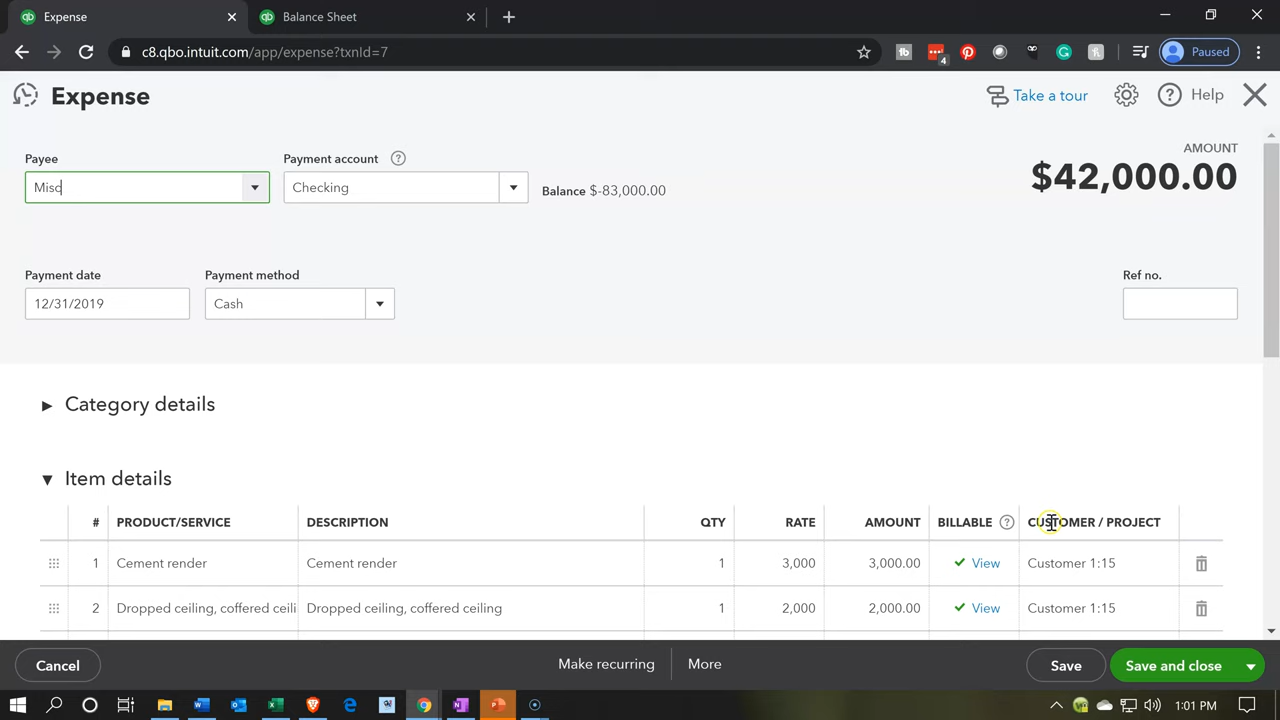 Expense
Balance Sheet
c8.qbo.intuit.com/app/expense?txnId=7
4
Paused
Expense
Take a tour
Help
Payee
Payment account
AMOUNT
$42,000.00
Misc
Checking
Balance $-83,000.00
Payment date
Payment method
Ref no.
12/31/2019
Cash
Category details
Item details
# PRODUCT/SERVICE DESCRIPTION QTY RATE AMOUNT BILLABLE CUSTOMER / PROJECT
1 Cement render Cement render 1 3,000 3,000.00 View Customer 1:15
2 Dropped ceiling, coffered ceili Dropped ceiling, coffered ceiling 1 2,000 2,000.00 View Customer 1:15
Cancel
Make recurring
More
Save
Save and close
1:01 PM